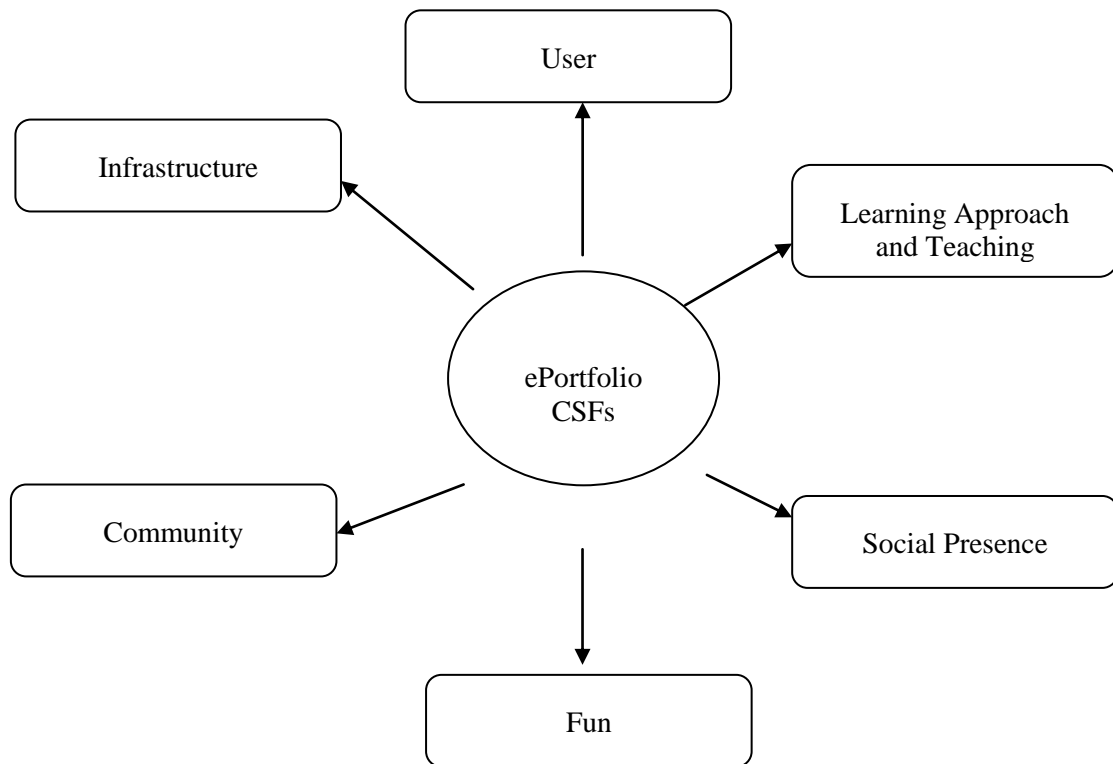 User
Infrastructure
Learning Approach
and Teaching
ePortfolio
CSFs
Community
Social Presence
Fun